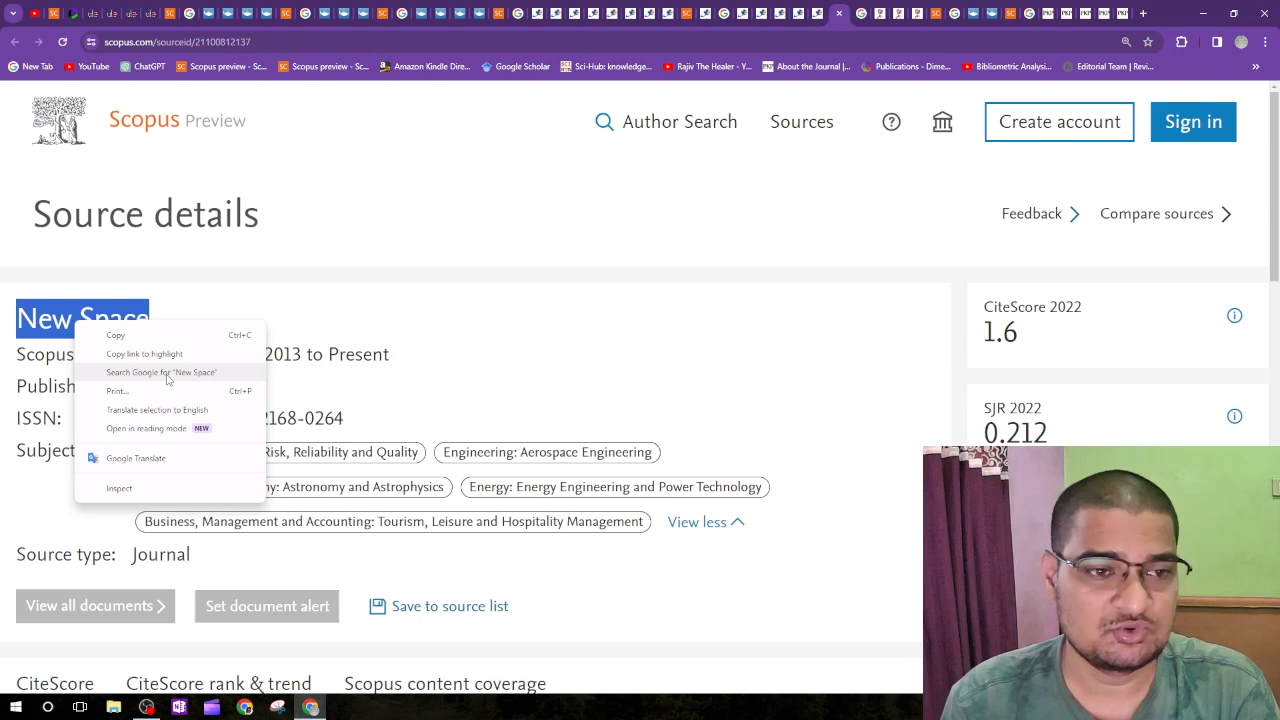 scopus.com/sourceid/21100812137
New Tab
YouTube
ChatGPT
Scopus preview - Sc...
Scopus preview - Sc...
Amazon Kindle Dire...
Google Scholar
Sci-Hub: knowledge...
Rajiv The Healer - Y...
About the Journal |...
Publications - Dime...
Bibliometric Analysi...
Editorial Team | Revi...
Scopus Preview
Author Search
Sources
Create account
Sign in
Source details
Feedback
Compare sources
New Space
Scopus 2013 to Present
Publish
ISSN: 2168-0264
Subject Risk, Reliability and Quality
Engineering: Aerospace Engineering
y: Astronomy and Astrophysics
Energy: Energy Engineering and Power Technology
Business, Management and Accounting: Tourism, Leisure and Hospitality Management
View less
Source type: Journal
View all documents
Set document alert
Save to source list
CiteScore
CiteScore rank & trend
Scopus content coverage
Copy Ctrl+C
Copy link to highlight
Search Google for "New Space"
Print... Ctrl+P
Translate selection to English
Open in reading mode NEW
Google Translate
Inspect
CiteScore 2022
1.6
SJR 2022
0.212